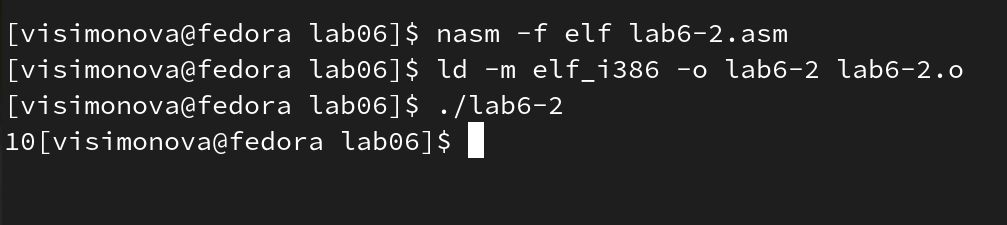 [visimonova@fedora lab06]$ nasm -f elf lab6-2.asm
[visimonova@fedora lab06]$ ld -m elf_i386 -o lab6-2 lab6-2.o
[visimonova@fedora lab06]$ ./lab6-2
10[visimonova@fedora lab06]$